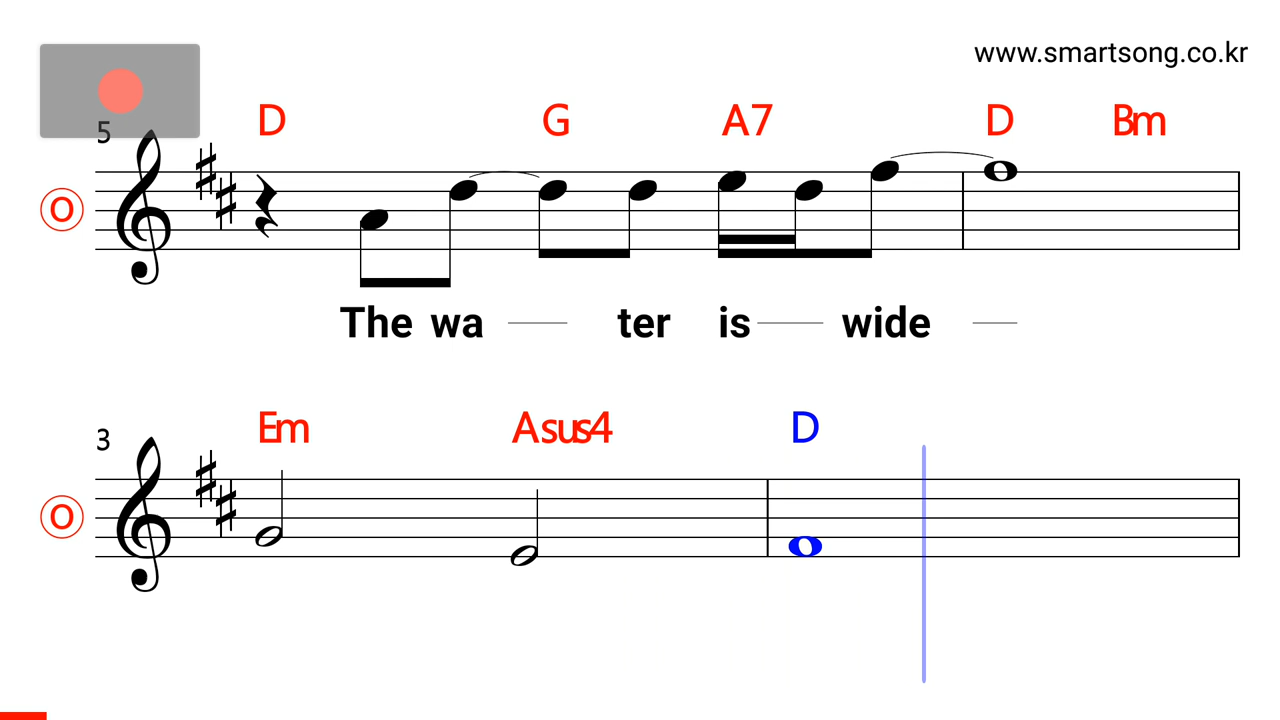 www.smartsong.co.kr
D G A7 D Bm
5
O
The wa ter is wide
Em Asus4 D
3
O